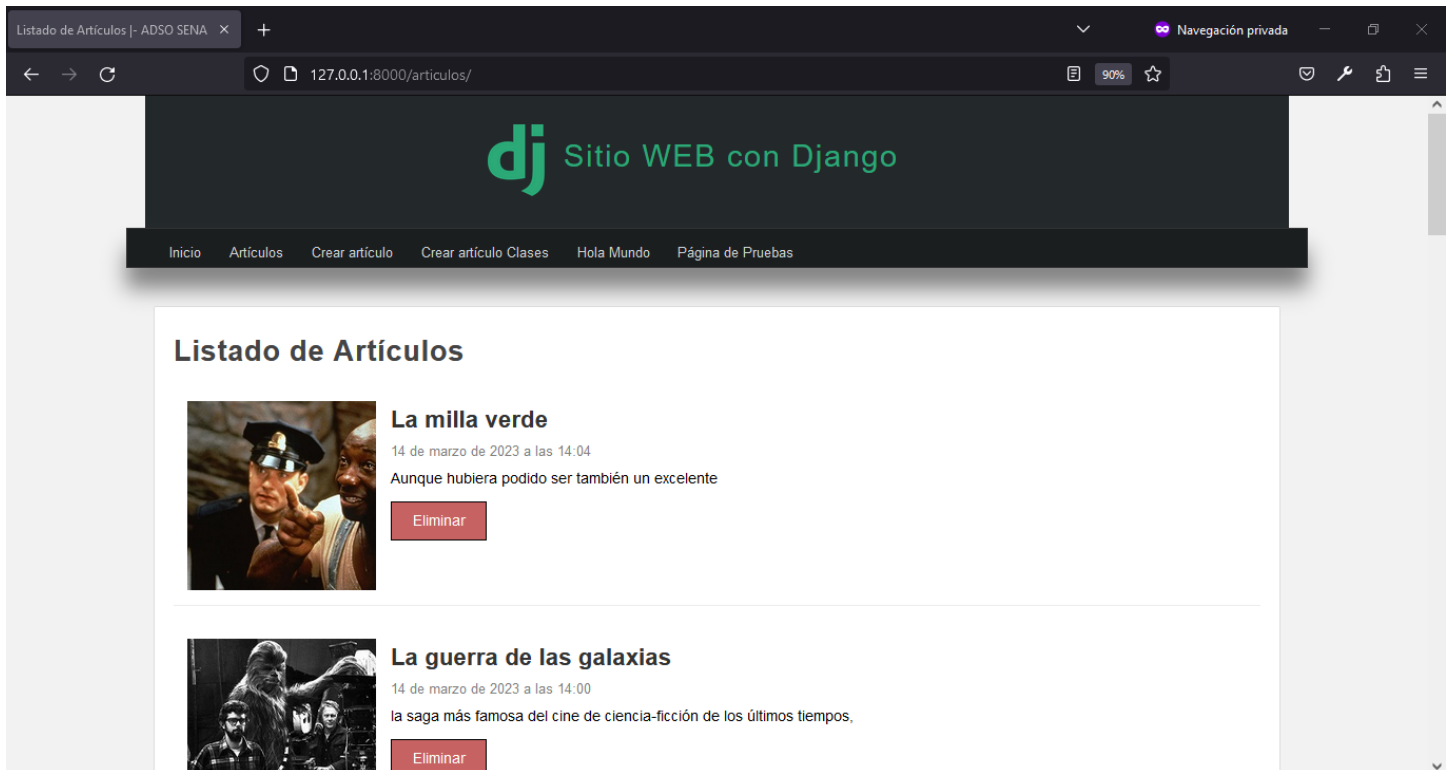 Listado de Artículos |- ADSO SENA
Navegación privada
127.0.0.1:8000/articulos/
90%
dj Sitio WEB con Django
Inicio Artículos Crear artículo Crear artículo Clases Hola Mundo Página de Pruebas
Listado de Artículos
La milla verde
14 de marzo de 2023 a las 14:04
Aunque hubiera podido ser también un excelente
Eliminar
La guerra de las galaxias
14 de marzo de 2023 a las 14:00
la saga más famosa del cine de ciencia-ficción de los últimos tiempos,
Eliminar